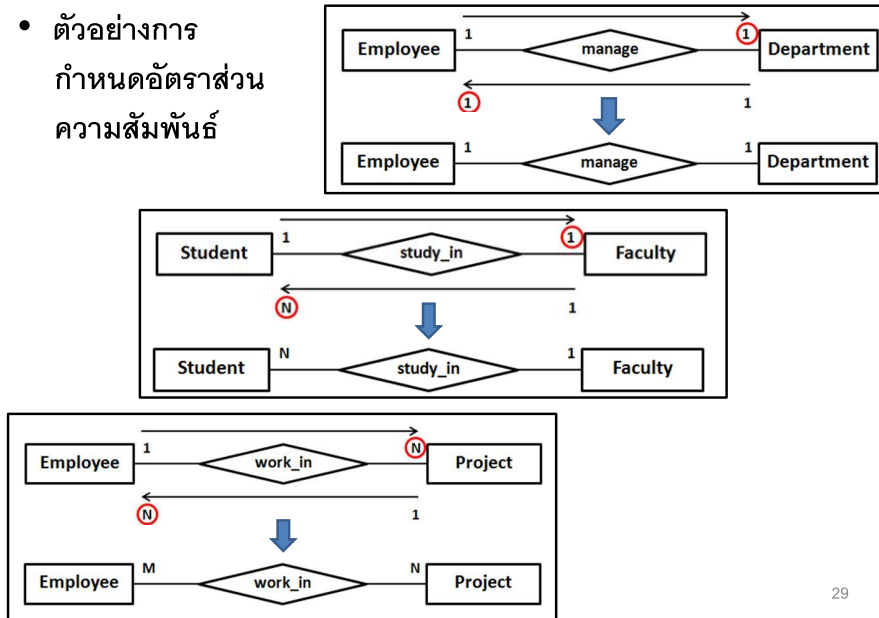 • ตัวอย่างการ
กำหนดอัตราส่วน
ความสัมพันธ์
Employee 1 manage 1 Department
1 1
Employee 1 manage 1 Department
Student 1 study_in 1 Faculty
N 1
Student N study_in 1 Faculty
Employee 1 work_in N Project
N 1
Employee M work_in N Project
29